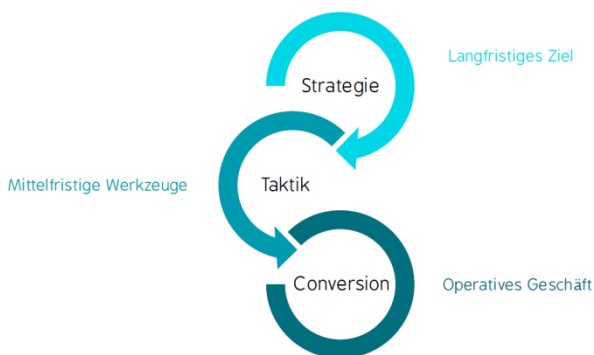 Langfristiges Ziel
Strategie
Mittelfristige Werkzeuge
Taktik
Conversion
Operatives Geschäft